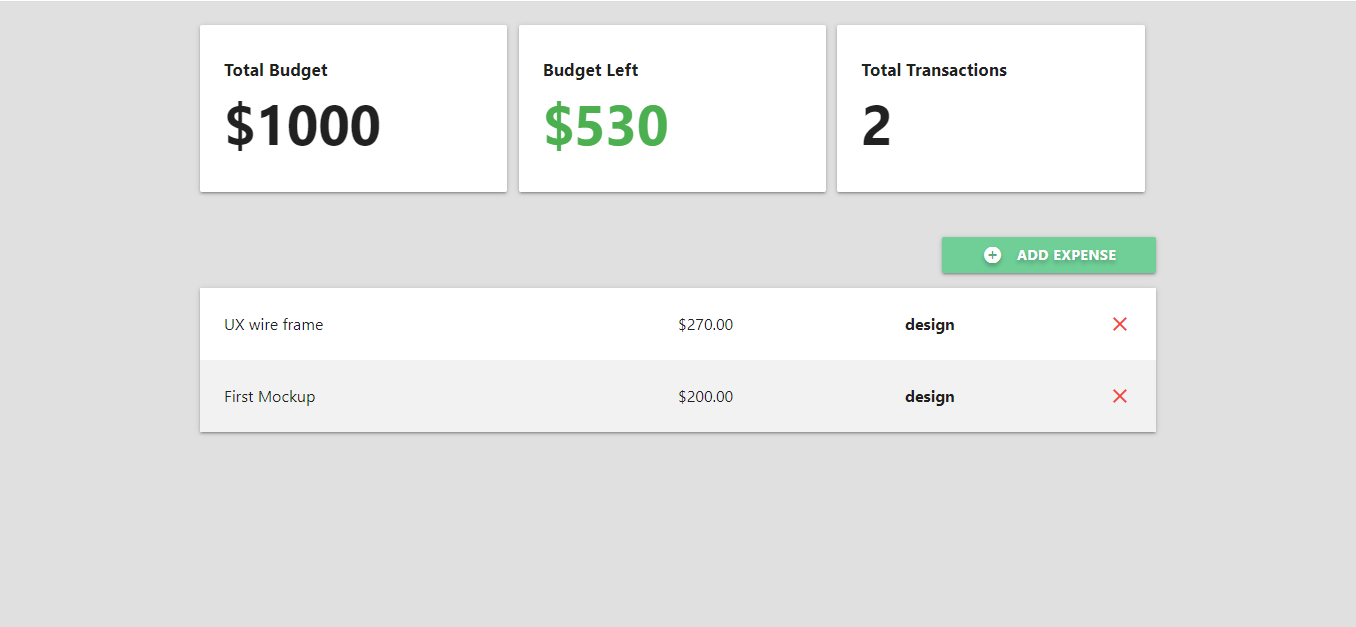 Total Budget
$1000
Budget Left
$530
Total Transactions
2
ADD EXPENSE
UX wire frame $270.00 design
First Mockup $200.00 design